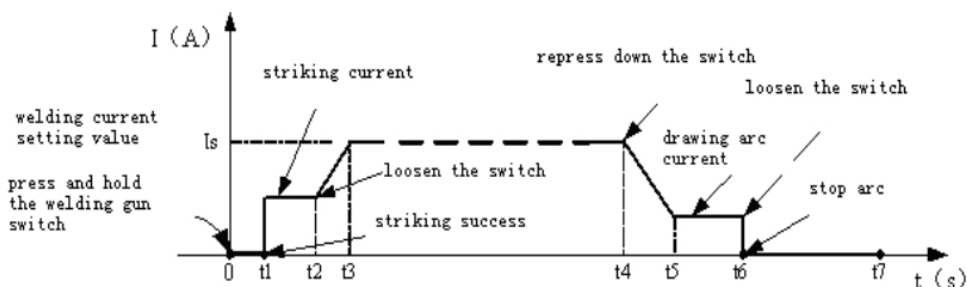 I (A)
repress down the switch
striking current
loosen the switch
welding current
setting value
Is
drawing arc
current
press and hold
the welding gun
switch
loosen the switch
stop arc
striking success
0
t1
t2
t3
t4
t5
t6
t7
t (s)